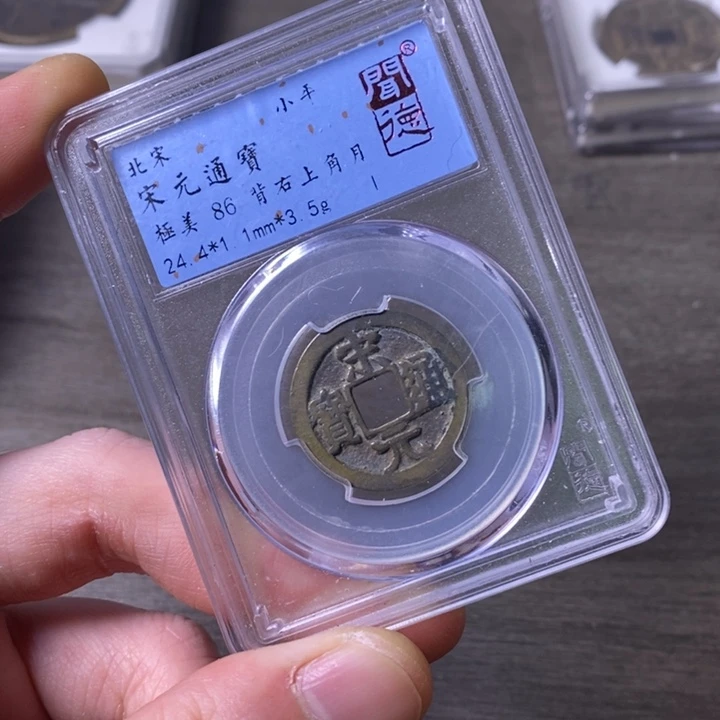 北宋 小平
宋元通寶
極美 86 背右上角月
24.4*1.1mm*3.5g
聞德
®
宋元通寶